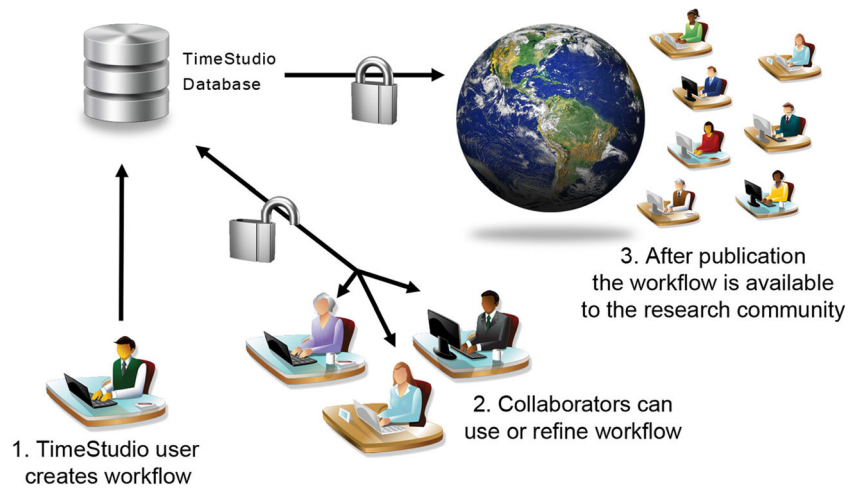 TimeStudio
Database
3. After publication
the workflow is available
to the research community
2. Collaborators can
use or refine workflow
1. TimeStudio user
creates workflow